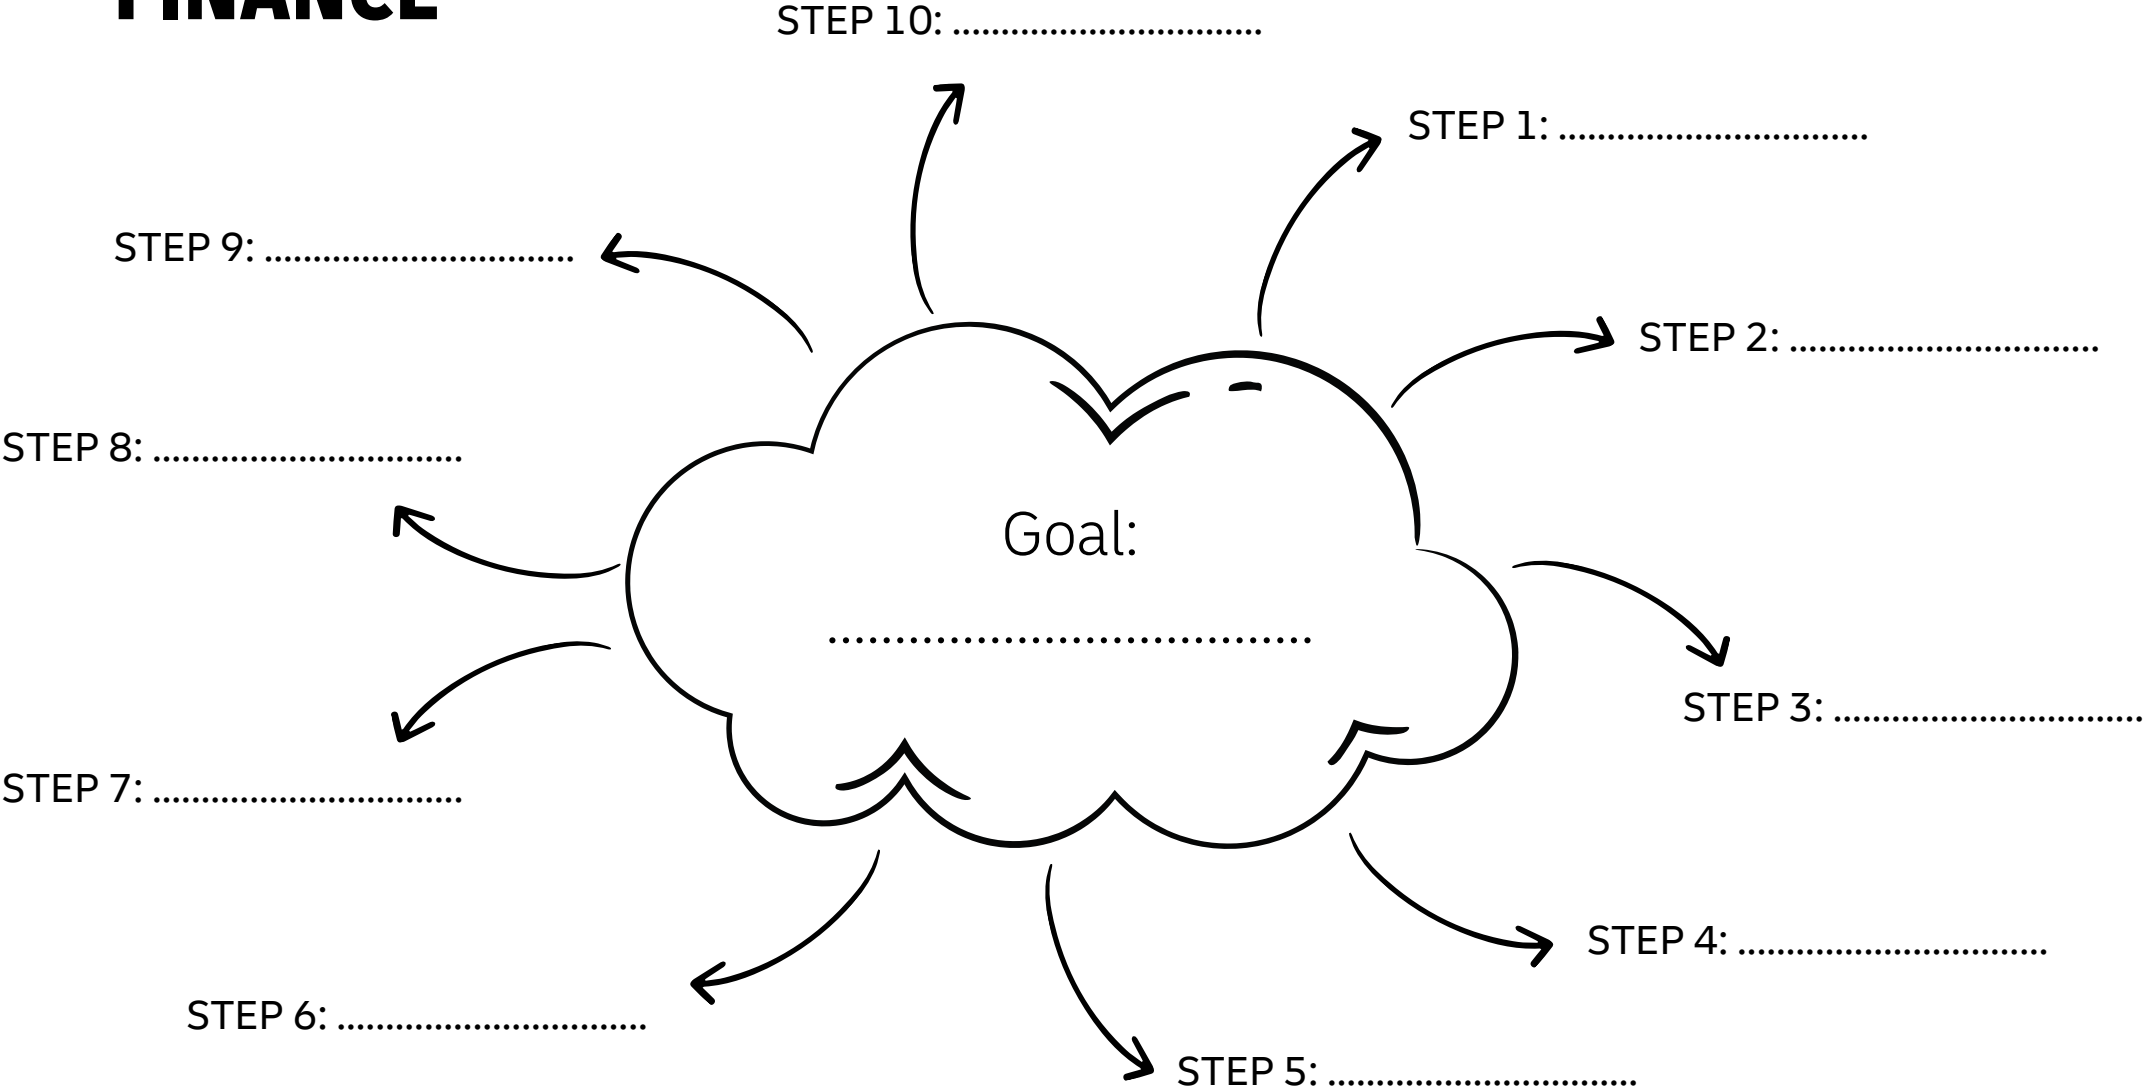 FINANCE
STEP 10: ................................
STEP 1: ................................
STEP 9: ................................
STEP 2: ................................
STEP 8: ................................
Goal:
....................................
STEP 3: ................................
STEP 7: ................................
STEP 4: ................................
STEP 6: ................................
STEP 5: ................................